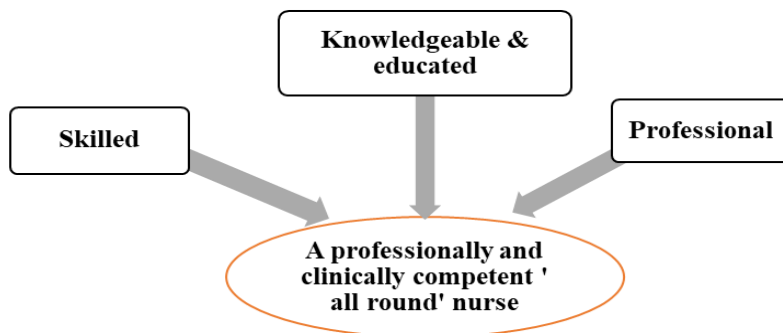 Knowledgeable &
educated
Skilled
Professional
A professionally and
clinically competent '
all round' nurse